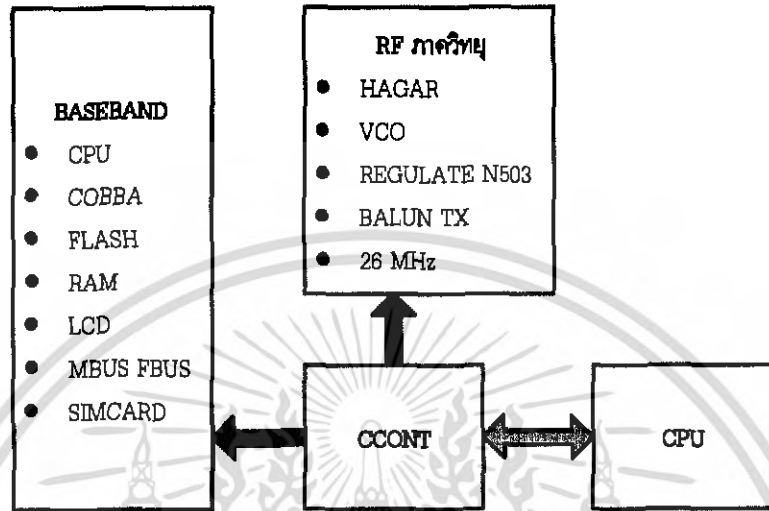 BASEBAND
• CPU
• COBBA
• FLASH
• RAM
• LCD
• MBUS FBUS
• SIMCARD
RF ภาควิทยุ
• HAGAR
• VCO
• REGULATE N503
• BALUN TX
• 26 MHz
CCONT
CPU